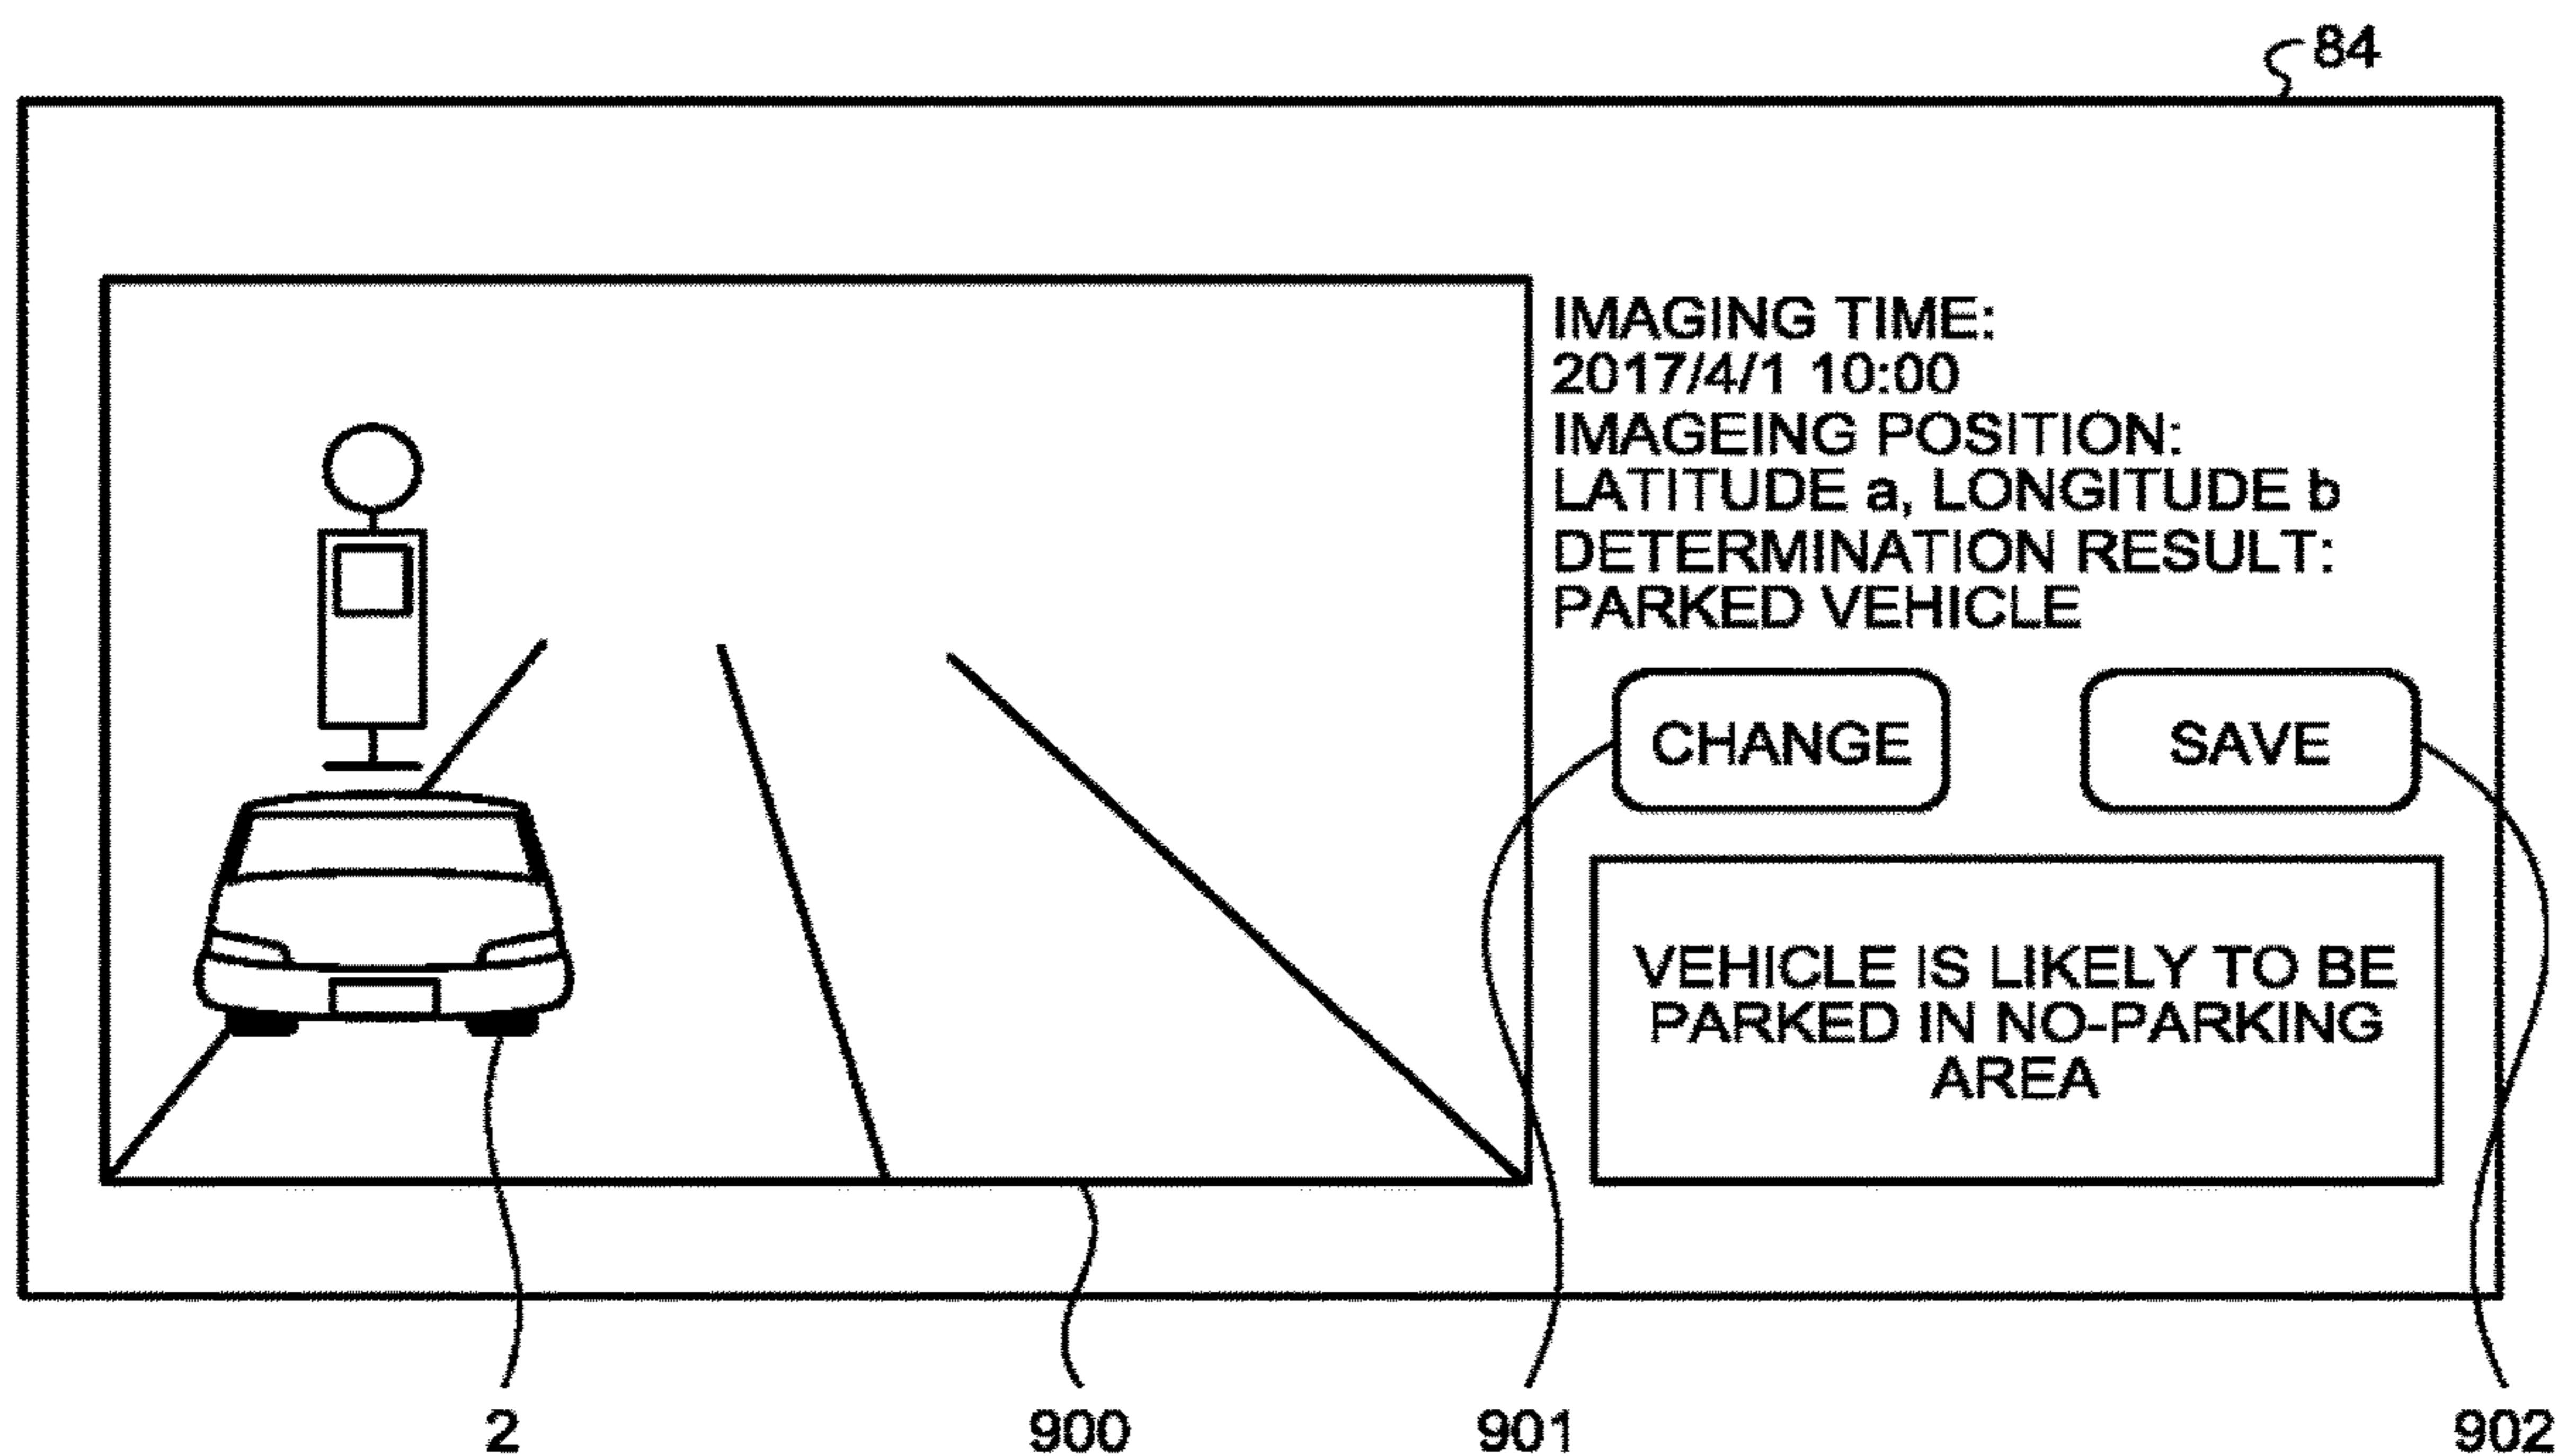 84
IMAGING TIME:
2017/4/1 10:00
IMAGEING POSITION:
LATITUDE a, LONGITUDE b
DETERMINATION RESULT:
PARKED VEHICLE
CHANGE
SAVE
VEHICLE IS LIKELY TO BE
PARKED IN NO-PARKING
AREA
2
900
901
902